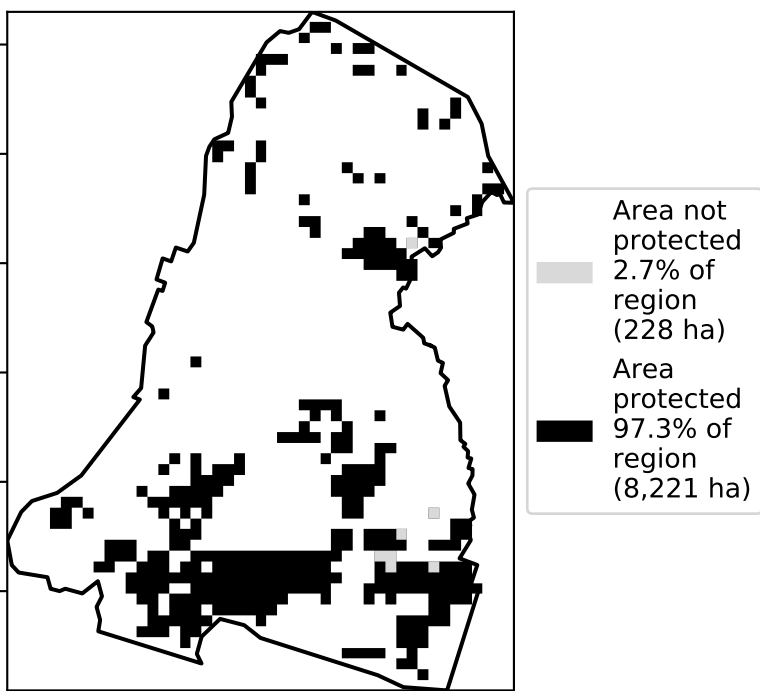 Area not
protected
2.7% of
region
(228 ha)
Area
protected
97.3% of
region
(8,221 ha)